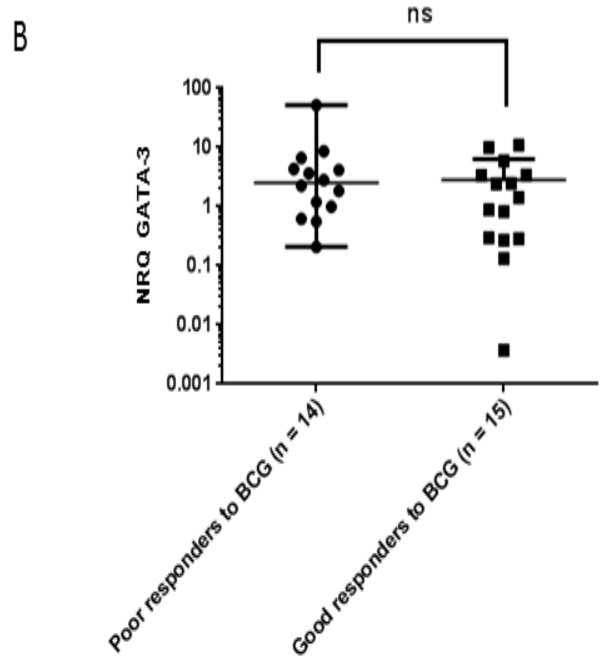 B
ns
100
10
1
0.1
0.01
0.001
NRQ GATA-3
Poor responders to BCG (n = 14)
Good responders to BCG (n = 15)